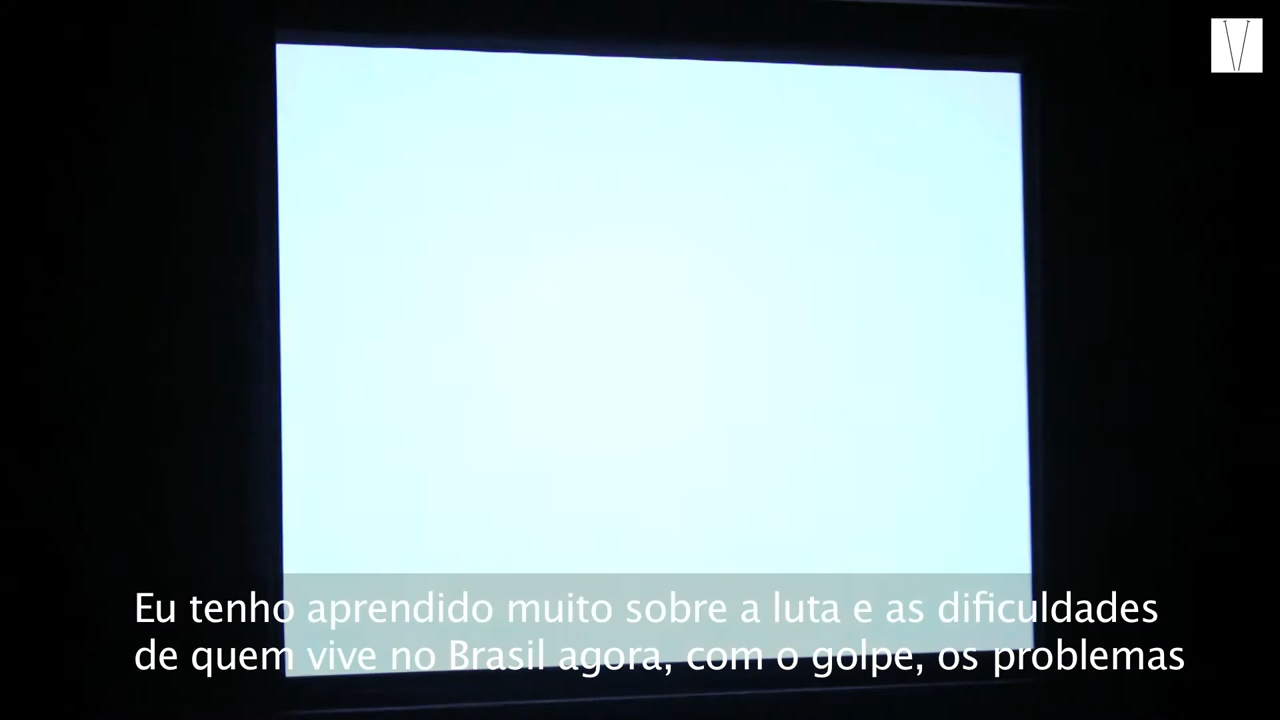 Eu tenho aprendido muito sobre a luta e as dificuldades
de quem vive no Brasil agora, com o golpe, os problemas